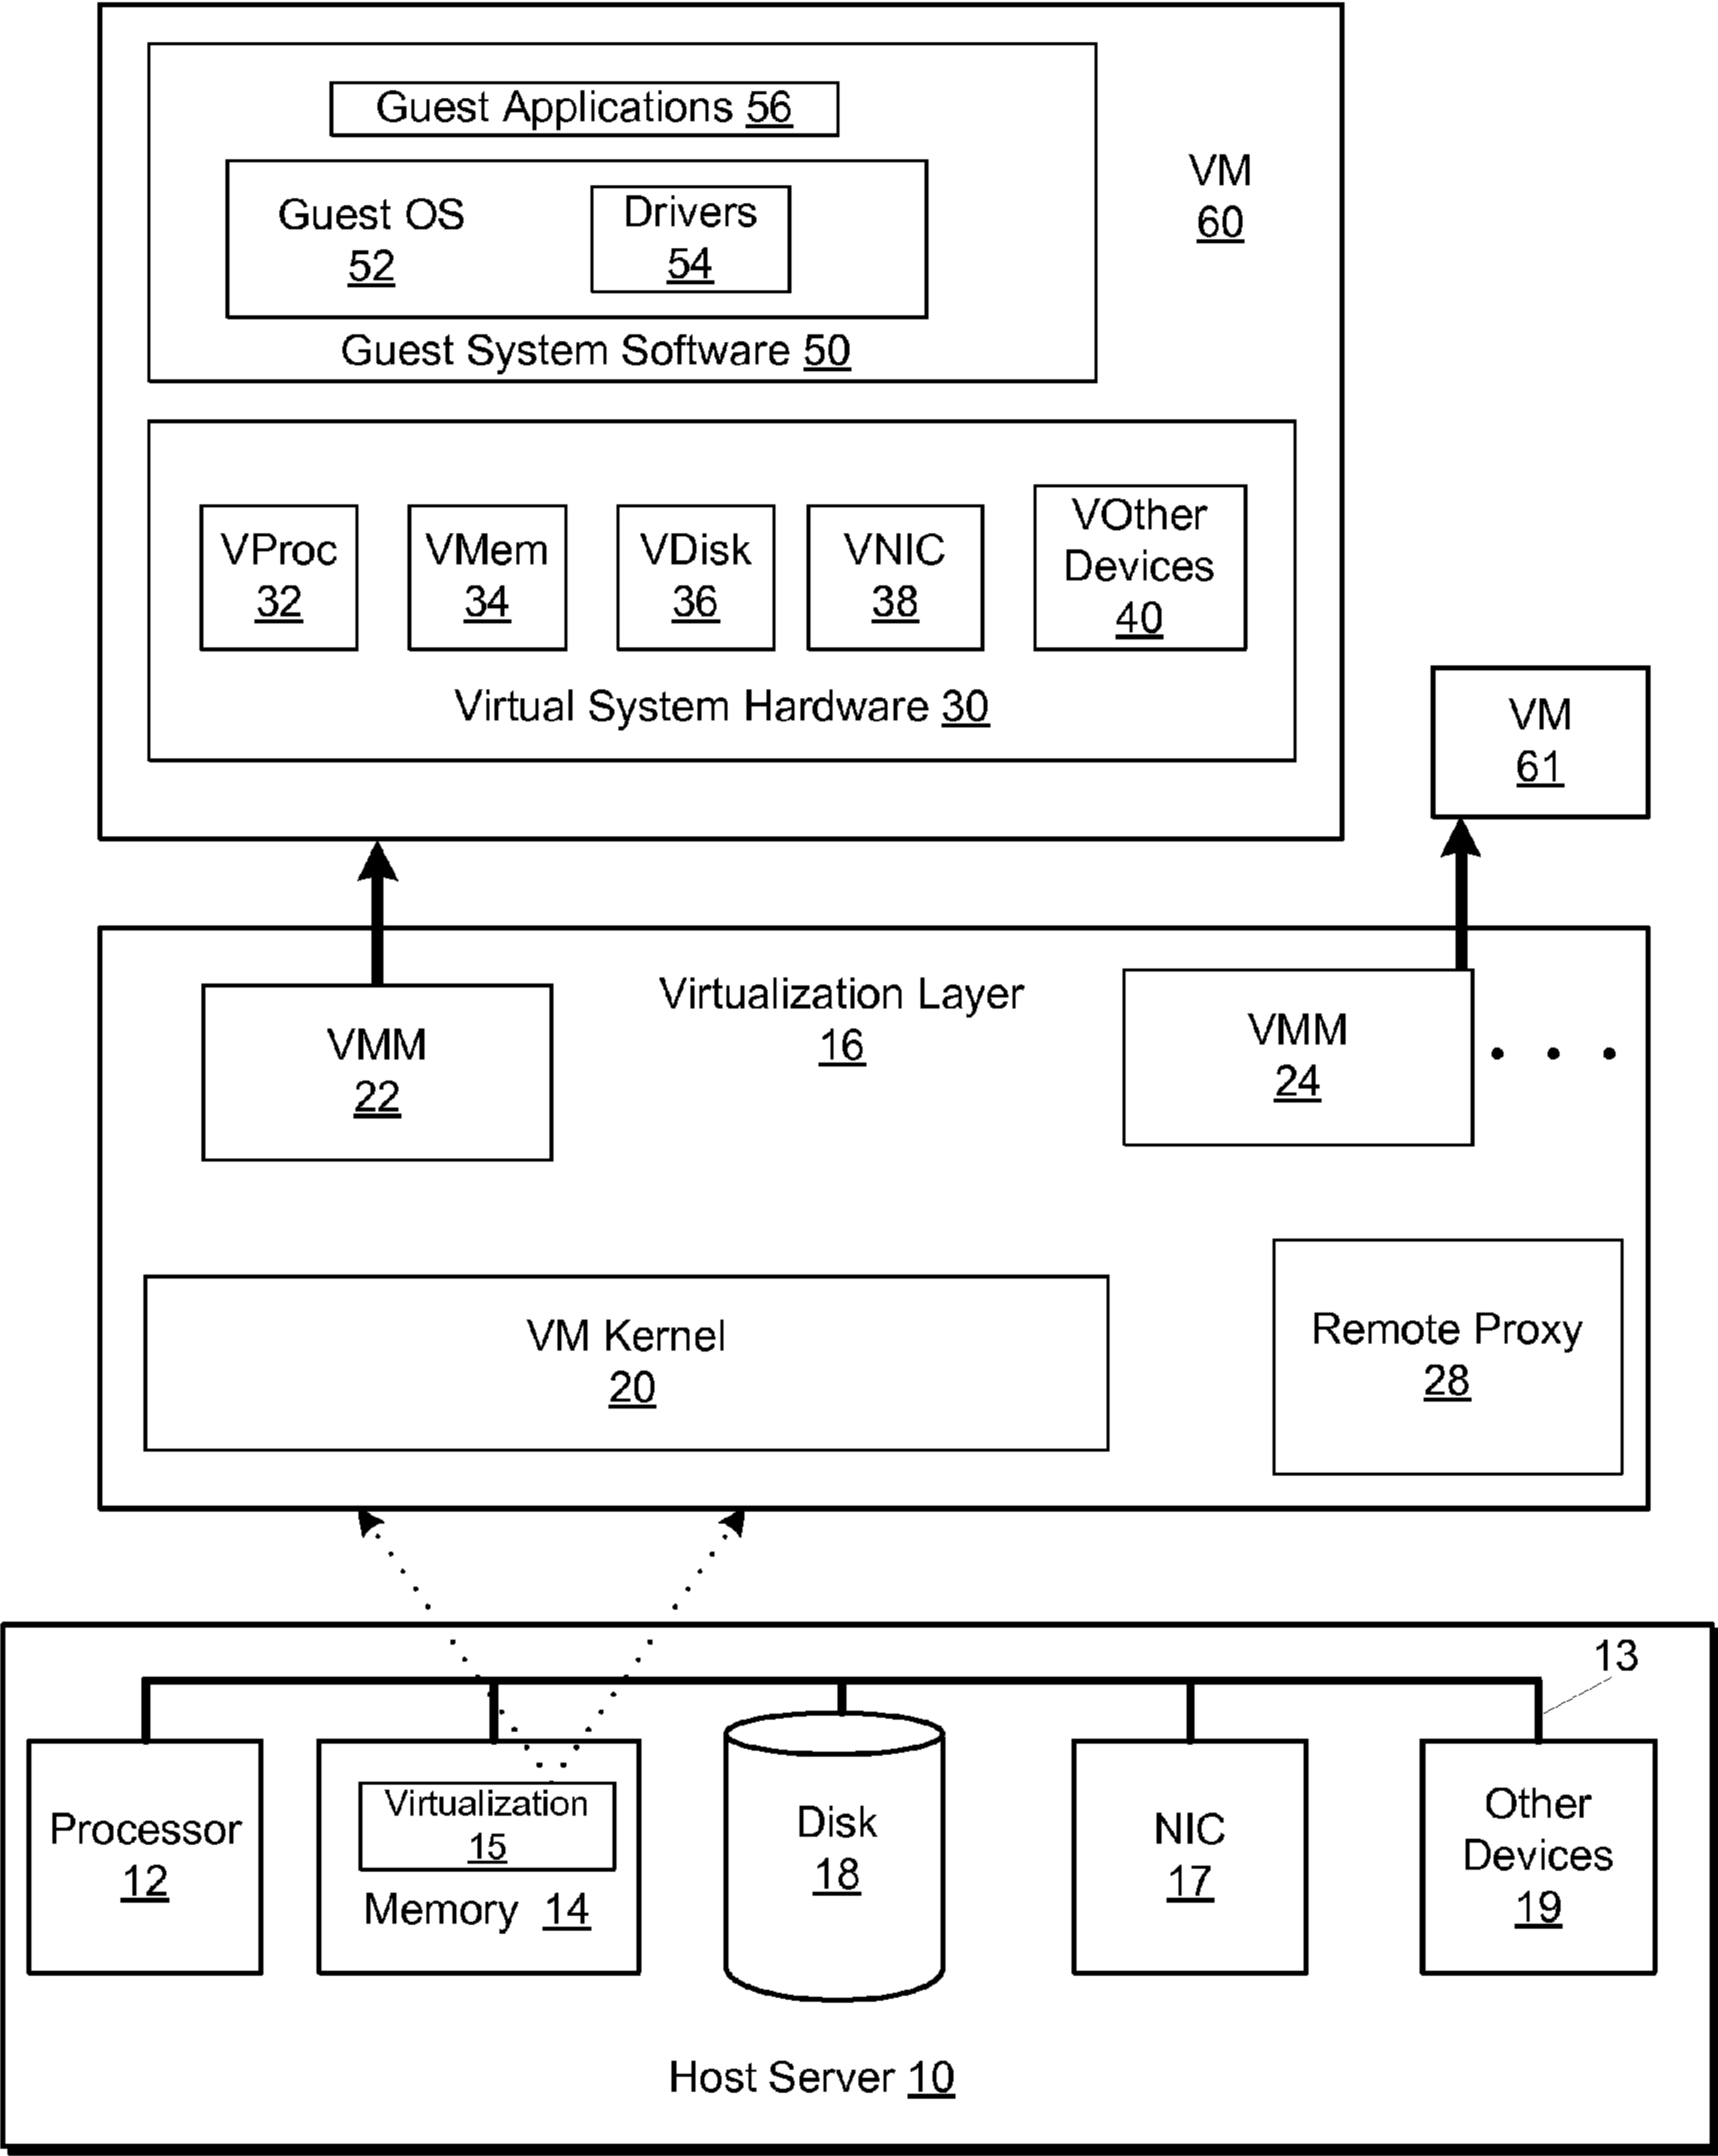 Guest Applications 56
Guest OS
52
Drivers
54
VM
60
Guest System Software 50
VProc
32
VMem
34
VDisk
36
VNIC
38
VOther
Devices
40
Virtual System Hardware 30
VM
61
VMM
22
Virtualization Layer
16
VMM
24
VM Kernel
20
Remote Proxy
28
13
Processor
12
Virtualization
15
Memory 14
Disk
18
NIC
17
Other
Devices
19
Host Server 10